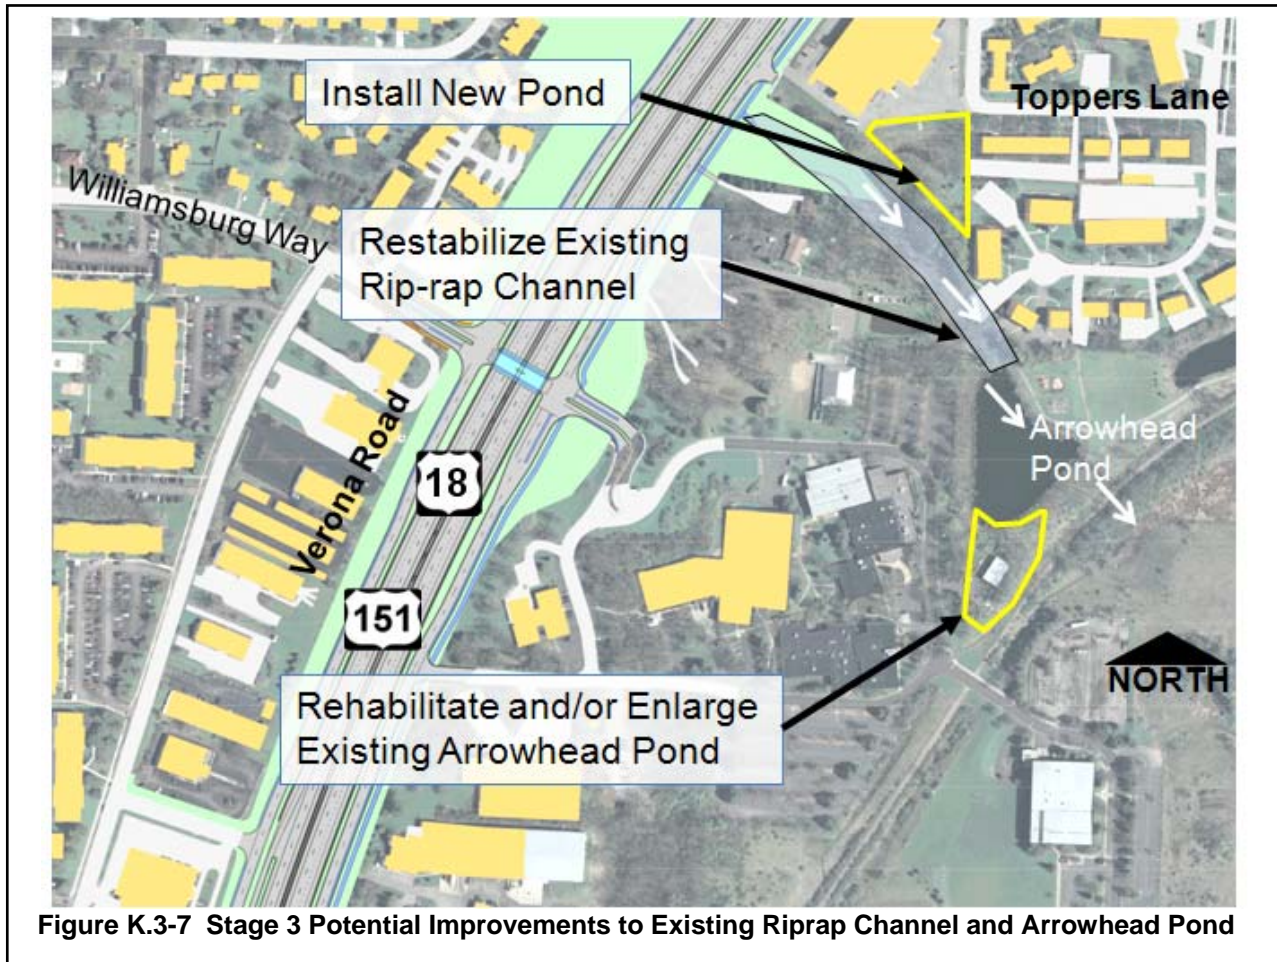 Install New Pond
Toppers Lane
Williamsburg Way
Restabilize Existing
Rip-rap Channel
Arrowhead
Pond
Verona Road
18
151
NORTH
Rehabilitate and/or Enlarge
Existing Arrowhead Pond
Figure K.3-7 Stage 3 Potential Improvements to Existing Riprap Channel and Arrowhead Pond